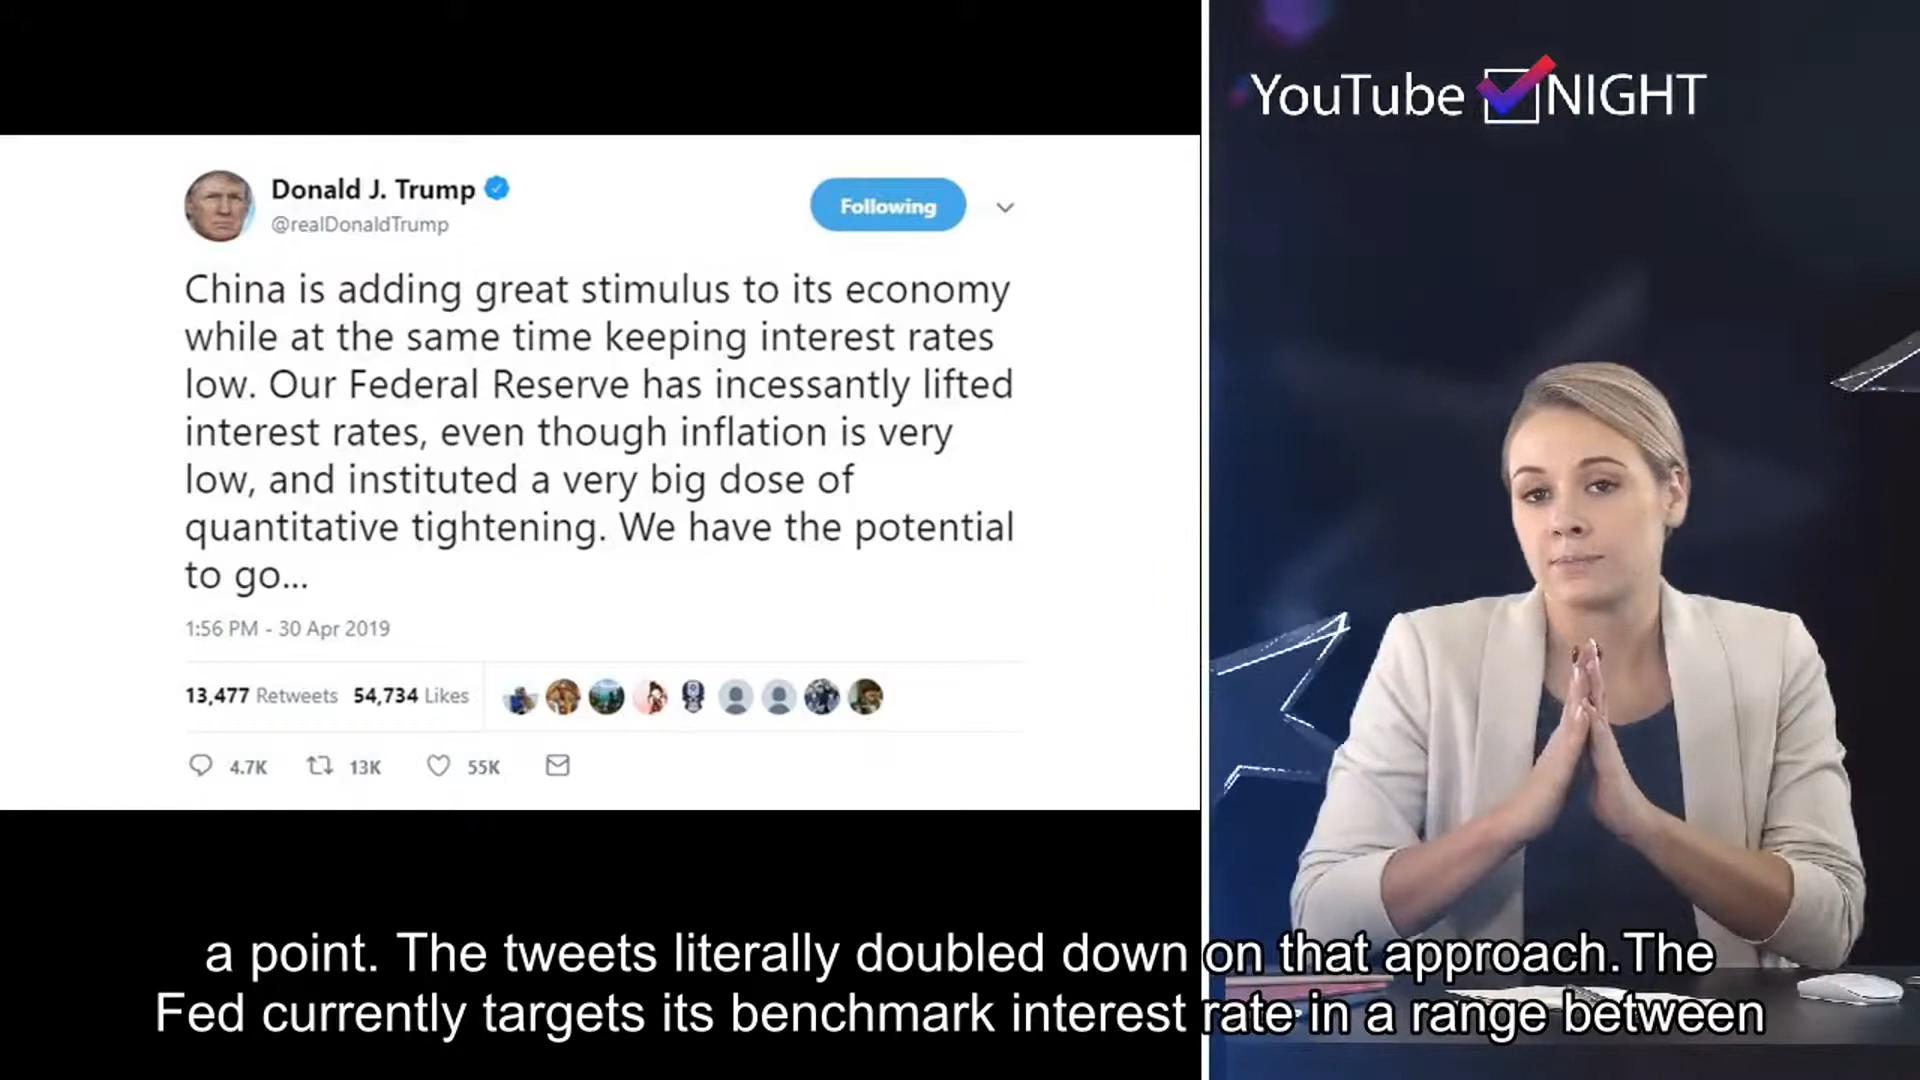 YouTube NIGHT
Donald J. Trump
@realDonaldTrump
Following
China is adding great stimulus to its economy
while at the same time keeping interest rates
low. Our Federal Reserve has incessantly lifted
interest rates, even though inflation is very
low, and instituted a very big dose of
quantitative tightening. We have the potential
to go...
1:56 PM - 30 Apr 2019
13,477 Retweets 54,734 Likes
4.7K 13K 55K
a point. The tweets literally doubled down on that approach.The
Fed currently targets its benchmark interest rate in a range between